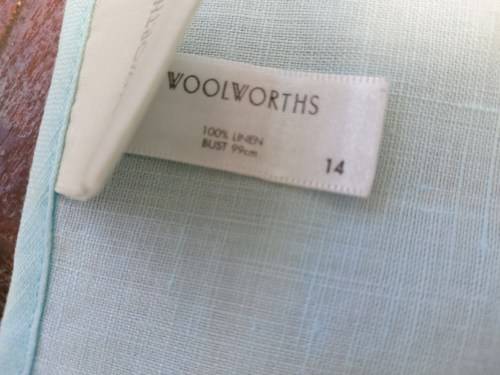 WOOLWORTHS
100% LINEN
BUST 99cm
14